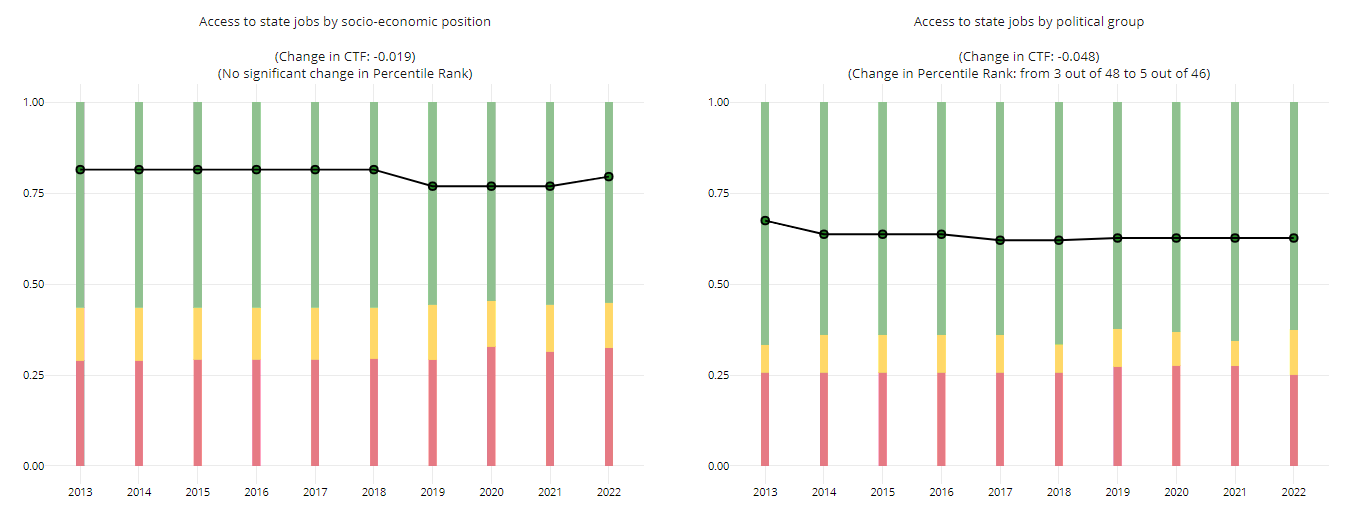 Access to state jobs by socio-economic position
(Change in CTF: -0.019)
(No significant change in Percentile Rank)
1.00
0.75
0.50
0.25
0.00
2013 2014 2015 2016 2017 2018 2019 2020 2021 2022
Access to state jobs by political group
(Change in CTF: -0.048)
(Change in Percentile Rank: from 3 out of 48 to 5 out of 46)
1.00
0.75
0.50
0.25
0.00
2013 2014 2015 2016 2017 2018 2019 2020 2021 2022